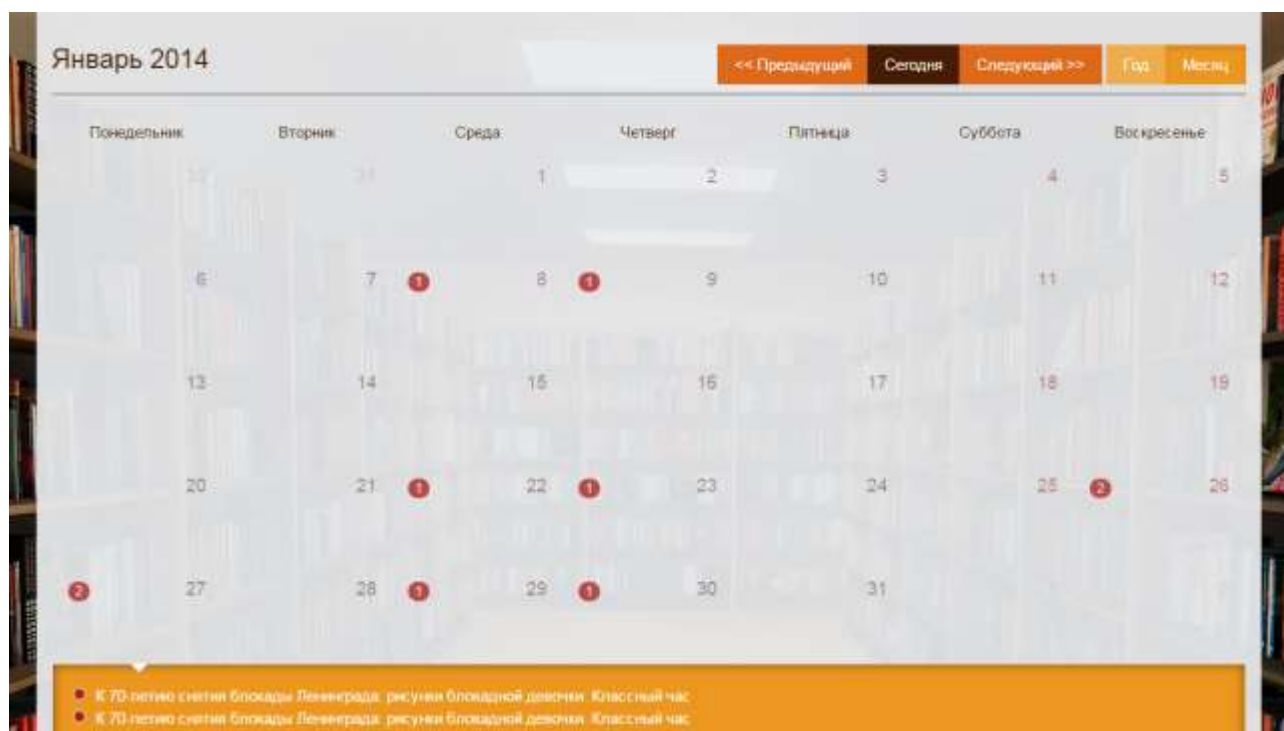 Январь 2014
<< Предыдущий Сегодня Следующий >> Год Месяц
Понедельник Вторник Среда Четверг Пятница Суббота Воскресенье
30 31 1 2 3 4 5
6 7 1 8 1 9 10 11 12
13 14 15 16 17 18 19
20 21 1 22 1 23 24 25 2 26
2 27 28 1 29 1 30 31
К 70-летию снятия блокады Ленинграда: рисунки блокадной девочки. Классный час
К 70-летию снятия блокады Ленинграда: рисунки блокадной девочки. Классный час